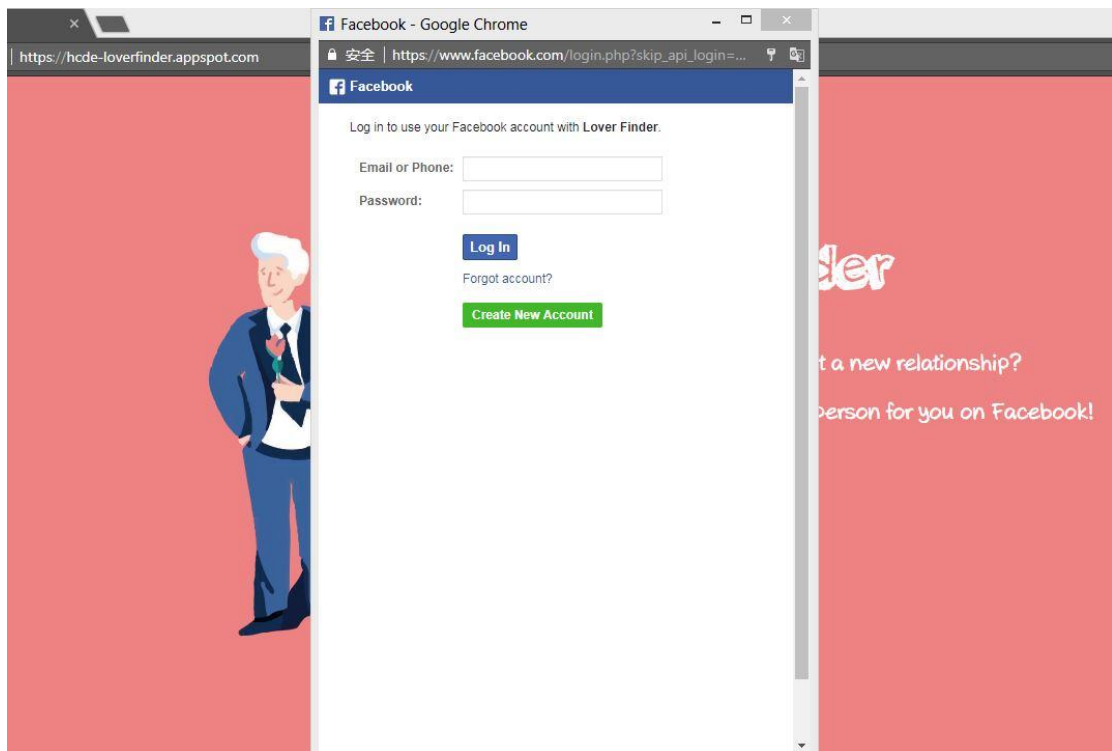 Facebook - Google Chrome
https://hcde-loverfinder.appspot.com
安全 | https://www.facebook.com/login.php?skip_api_login=...
Facebook
Log in to use your Facebook account with Lover Finder.
Email or Phone:
Password:
Log In
Forgot account?
Create New Account
der
t a new relationship?
person for you on Facebook!